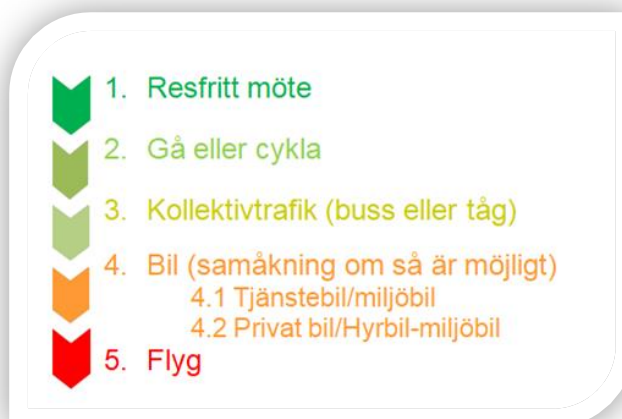 1. Resfritt möte
2. Gå eller cykla
3. Kollektivtrafik (buss eller tåg)
4. Bil (samåkning om så är möjligt)
4.1 Tjänstebil/miljöbil
4.2 Privat bil/Hyrbil-miljöbil
5. Flyg